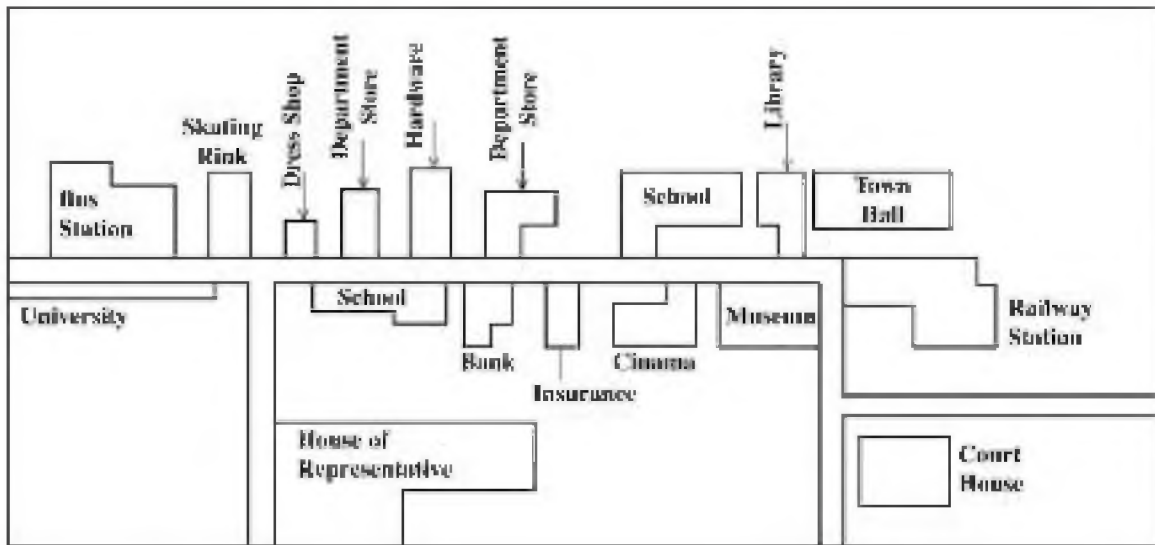 Skating
Rink
Dress Shop
Department
Store
Hardware
Department
Store
Library
Bus
Station
School
Town
Hall
University
School
Bank
Insurance
Cinama
Museum
Railway
Station
House of
Representative
Court
House